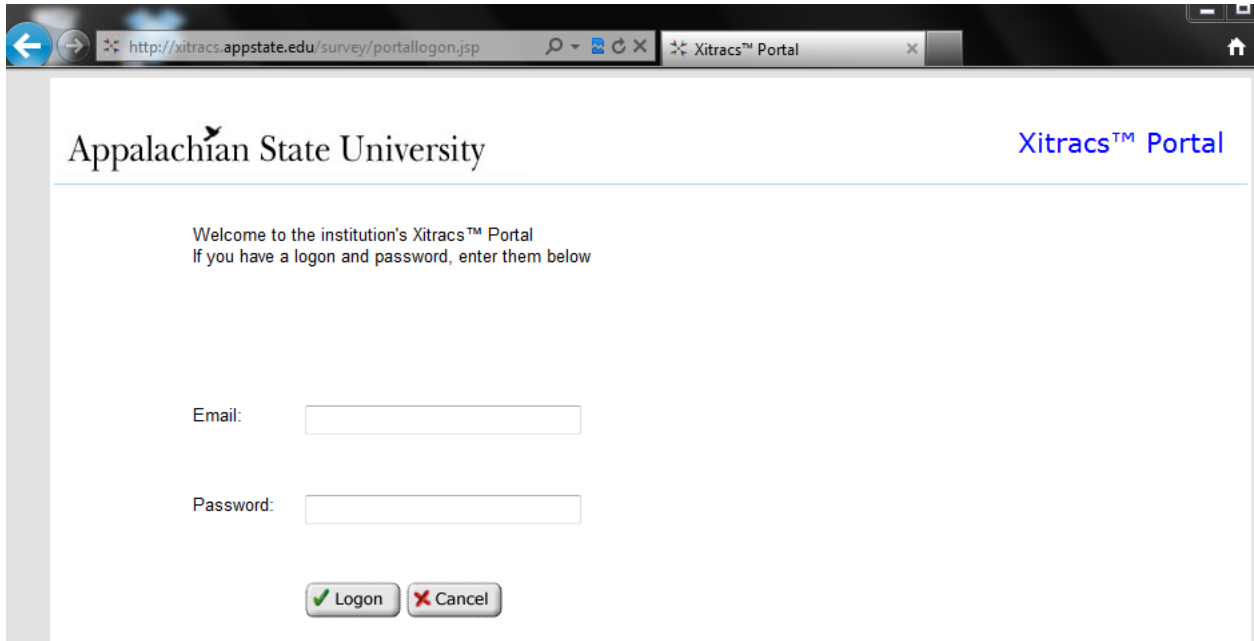 http://xitracs.appstate.edu/survey/portallogon.jsp
Xitracs™ Portal
Appalachian State University
Xitracs™ Portal
Welcome to the institution's Xitracs™ Portal
If you have a logon and password, enter them below
Email:
Password:
Logon
Cancel